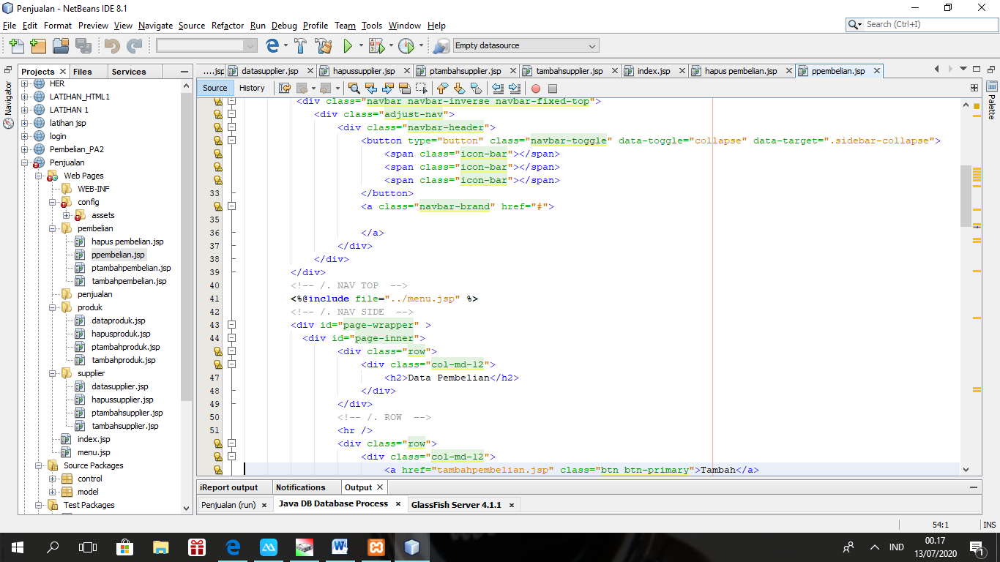 Penjualan - NetBeans IDE 8.1
File Edit Format Preview View Navigate Source Refactor Run Debug Profile Team Tools Window Help
Search (Ctrl+I)
Empty datasource
Projects Files Services
....jsp datasupplier.jsp hapussupplier.jsp ptambahsupplier.jsp tambahsupplier.jsp index.jsp hapus pembelian.jsp ppembelian.jsp
Source History
Navigator
Palette
HER
LATIHAN_HTML1
LATIHAN 1
latihan jsp
login
Pembelian_PA2
Penjualan
Web Pages
WEB-INF
config
assets
pembelian
hapus pembelian.jsp
ppembelian.jsp
ptambahpembelian.jsp
tambahpembelian.jsp
penjualan
produk
dataproduk.jsp
hapusproduk.jsp
ptambahproduk.jsp
tambahproduk.jsp
supplier
datasupplier.jsp
hapussupplier.jsp
ptambahsupplier.jsp
tambahsupplier.jsp
index.jsp
menu.jsp
Source Packages
control
model
Test Packages
<div class="navbar navbar-inverse navbar-fixed-top">
<div class="adjust-nav">
<div class="navbar-header">
<button type="button" class="navbar-toggle" data-toggle="collapse" data-target=".sidebar-collapse">
<span class="icon-bar"></span>
<span class="icon-bar"></span>
<span class="icon-bar"></span>
33 </button>
<a class="navbar-brand" href="#">
35
36 </a>
37 </div>
38 </div>
39 </div>
40 <!-- /. NAV TOP  -->
41 <%@include file="../menu.jsp" %>
42 <!-- /. NAV SIDE  -->
43 <div id="page-wrapper" >
44 <div id="page-inner">
<div class="row">
<div class="col-md-12">
47 <h2>Data Pembelian</h2>
48 </div>
49 </div>
50 <!-- /. ROW  -->
51 <hr />
<div class="row">
<div class="col-md-12">
<a href="tambahpembelian.jsp" class="btn btn-primary">Tambah</a>
iReport output Notifications Output
Penjualan (run) Java DB Database Process GlassFish Server 4.1.1
54:1 INS
IND
00.17
13/07/2020
1